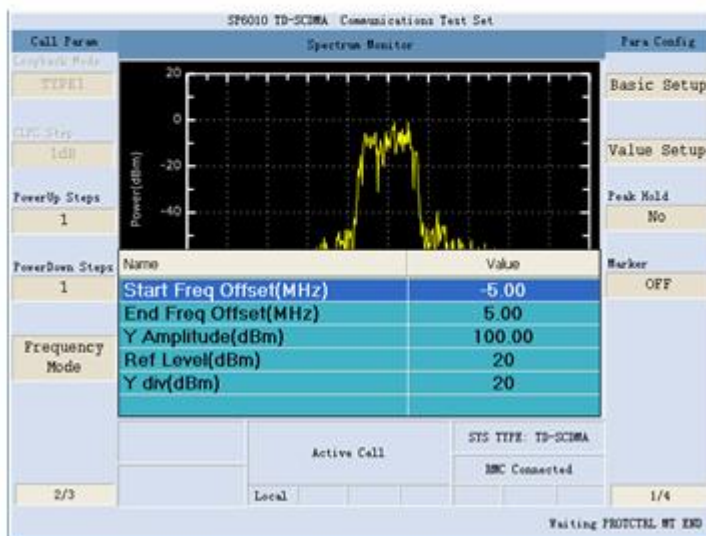 SP6010 TD-SCDMA Communications Test Set
Call Param
Spectrum Monitor
Para Config
Loopback Mode
TYPE1
CLPC Step
1dB
PowerUp Steps
1
PowerDown Steps
1
Frequency
Mode
2/3
20
0
-20
-40
Power(dBm)
Name Value
Start Freq Offset(MHz) -5.00
End Freq Offset(MHz) 5.00
Y Amplitude(dBm) 100.00
Ref Level(dBm) 20
Y div(dBm) 20
Active Call
SYS TYPE: TD-SCDMA
RMC Connected
Local
Basic Setup
Value Setup
Peak Hold
No
Marker
OFF
1/4
Waiting PROTCTRL MT END